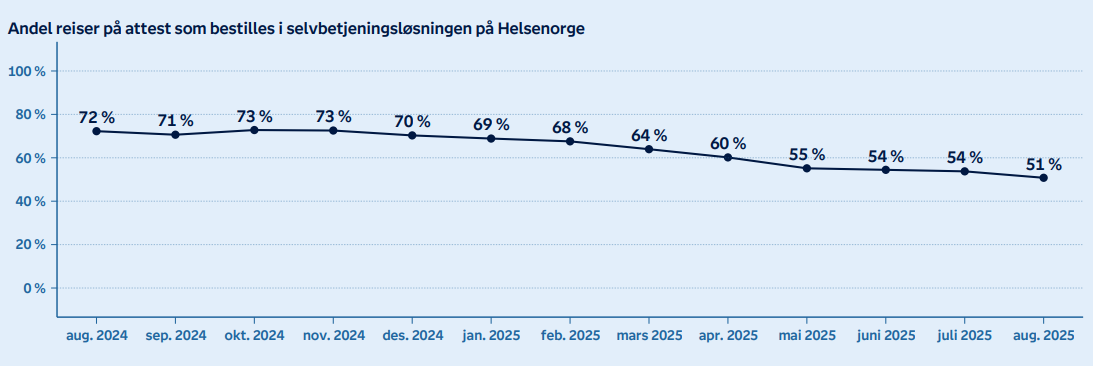 Andel reiser på attest som bestilles i selvbetjeningsløsningen på Helsenorge
100 %
80 %
60 %
40 %
20 %
0 %
72 %
71 %
73 %
73 %
70 %
69 %
68 %
64 %
60 %
55 %
54 %
54 %
51 %
aug. 2024
sep. 2024
okt. 2024
nov. 2024
des. 2024
jan. 2025
feb. 2025
mars 2025
apr. 2025
mai 2025
juni 2025
juli 2025
aug. 2025